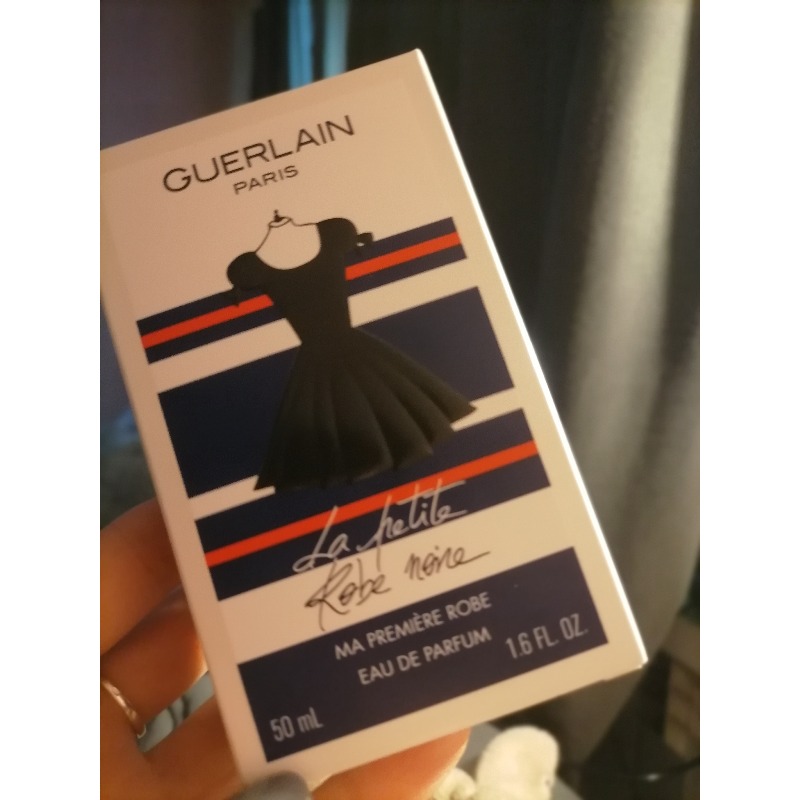 GUERLAIN
PARIS
La petite
Robe noire
MA PREMIÈRE ROBE
EAU DE PARFUM
50 mL 1.6 FL. OZ.